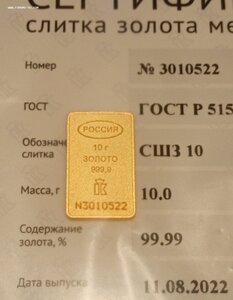 СЕРТИФИ
слитка золота ме
Номер № 3010522
ГОСТ ГОСТ Р 515
Обозначе СШЗ 10
слитка
Масса, г 10,0
Содержание 99.99
золота, %
Дата выпуска 11.08.2022
РОССИЯ
10 г
ЗОЛОТО
999,9
N3010522